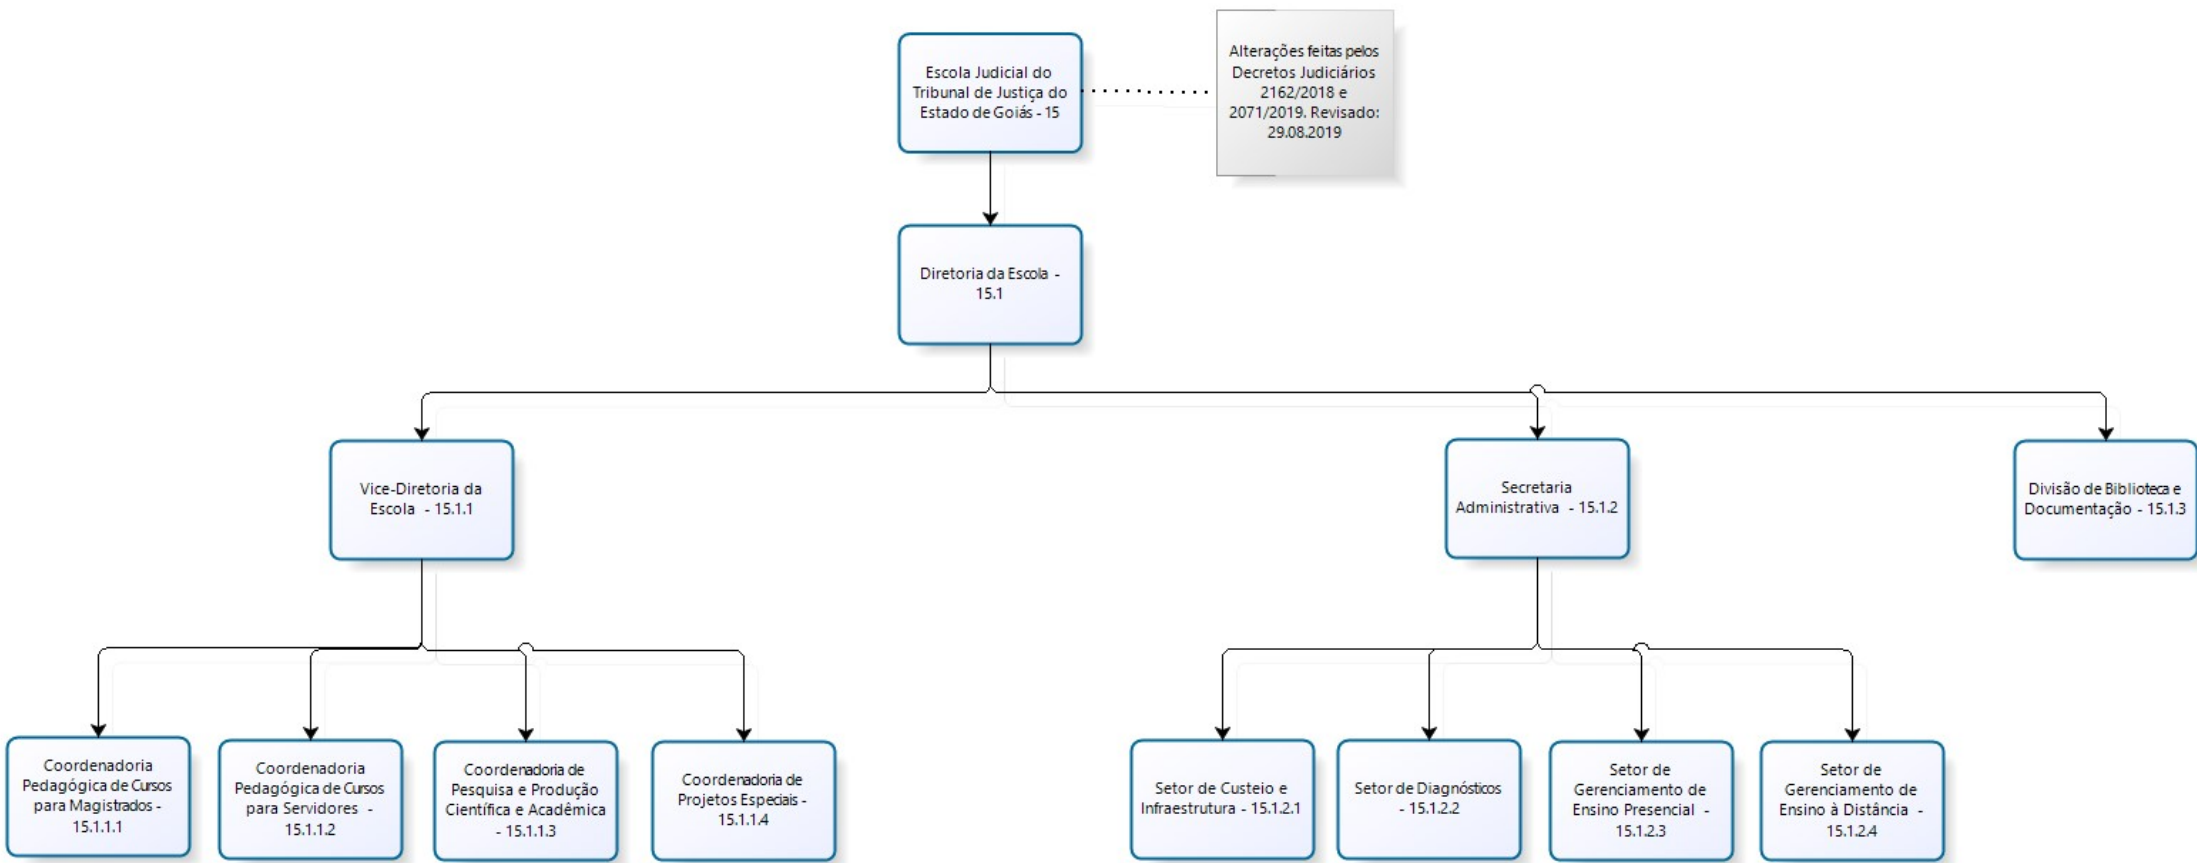 Escola Judicial do
Tribunal de Justiça do
Estado de Goiás - 15
Alterações feitas pelos
Decretos Judiciários
2162/2018 e
2071/2019. Revisado:
29.08.2019
Diretoria da Escola -
15.1
Vice-Diretoria da
Escola - 15.1.1
Secretaria
Administrativa - 15.1.2
Divisão de Biblioteca e
Documentação - 15.1.3
Coordenadoria
Pedagógica de Cursos
para Magistrados -
15.1.1.1
Coordenadoria
Pedagógica de Cursos
para Servidores -
15.1.1.2
Coordenadoria de
Pesquisa e Produção
Científica e Acadêmica
- 15.1.1.3
Coordenadoria de
Projetos Especiais -
15.1.1.4
Setor de Custeio e
Infraestrutura - 15.1.2.1
Setor de Diagnósticos
- 15.1.2.2
Setor de
Gerenciamento de
Ensino Presencial -
15.1.2.3
Setor de
Gerenciamento de
Ensino à Distância -
15.1.2.4